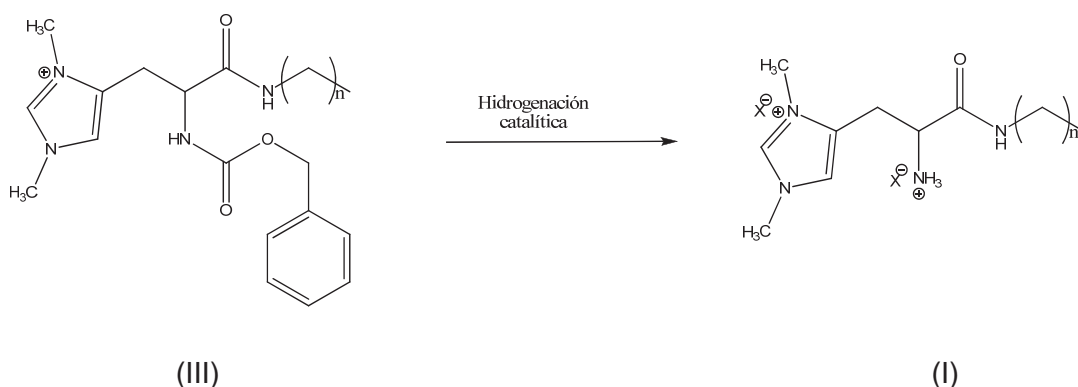 H₃C
O
N
⊕
N
H
n
HN
O
O
N
H₃C
Hidrogenación
catalítica
H₃C
X⊖
⊕
N
O
N
H
n
X⊖
NH₃
⊕
N
H₃C
(III)
(I)